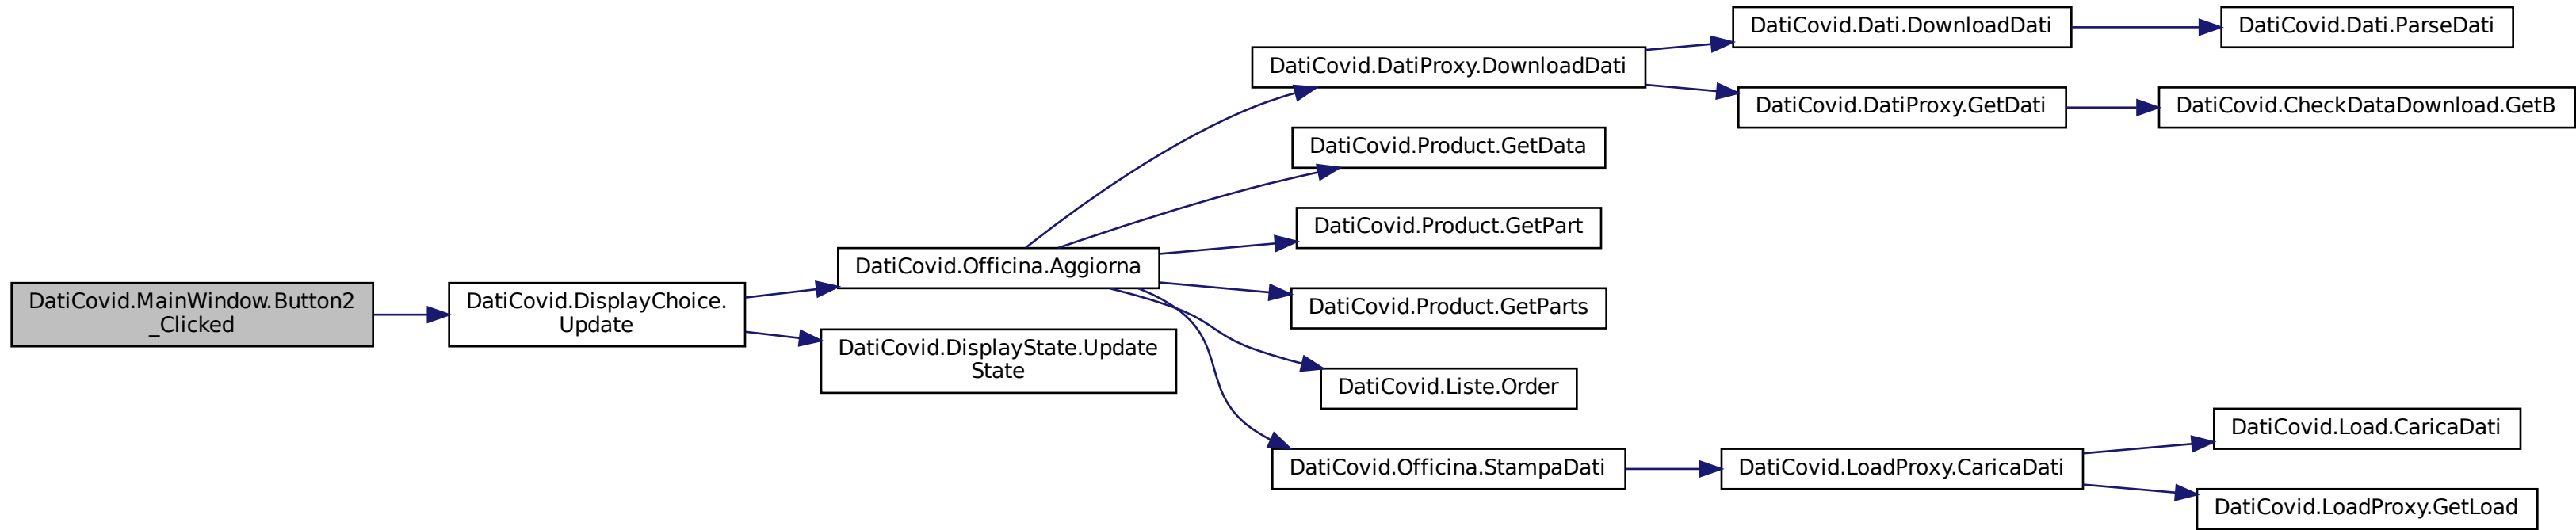 DatiCovid.MainWindow.Button2
_Clicked
DatiCovid.DisplayChoice.
Update
DatiCovid.Officina.Aggiorna
DatiCovid.DisplayState.Update
State
DatiCovid.DatiProxy.DownloadDati
DatiCovid.Product.GetData
DatiCovid.Product.GetPart
DatiCovid.Product.GetParts
DatiCovid.Liste.Order
DatiCovid.Officina.StampaDati
DatiCovid.Dati.DownloadDati
DatiCovid.DatiProxy.GetDati
DatiCovid.LoadProxy.CaricaDati
DatiCovid.Dati.ParseDati
DatiCovid.CheckDataDownload.GetB
DatiCovid.Load.CaricaDati
DatiCovid.LoadProxy.GetLoad